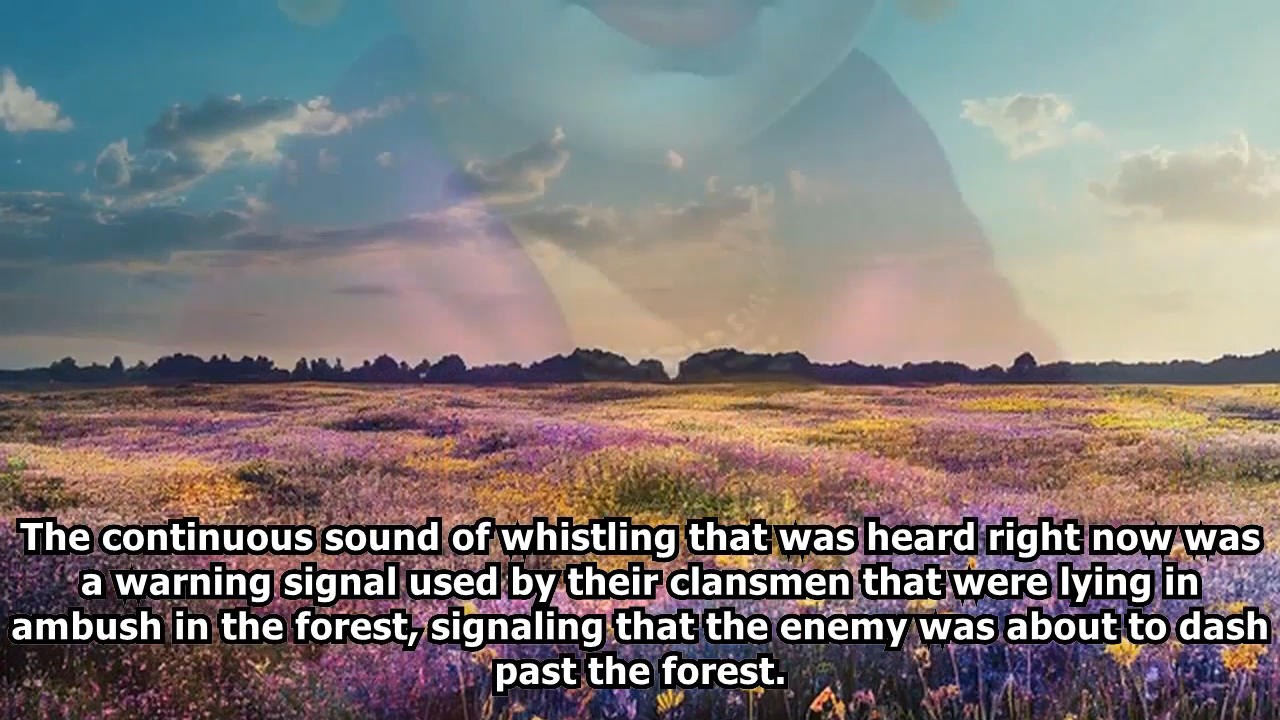 The continuous sound of whistling that was heard right now was
a warning signal used by their clansmen that were lying in
ambush in the forest, signaling that the enemy was about to dash
past the forest.